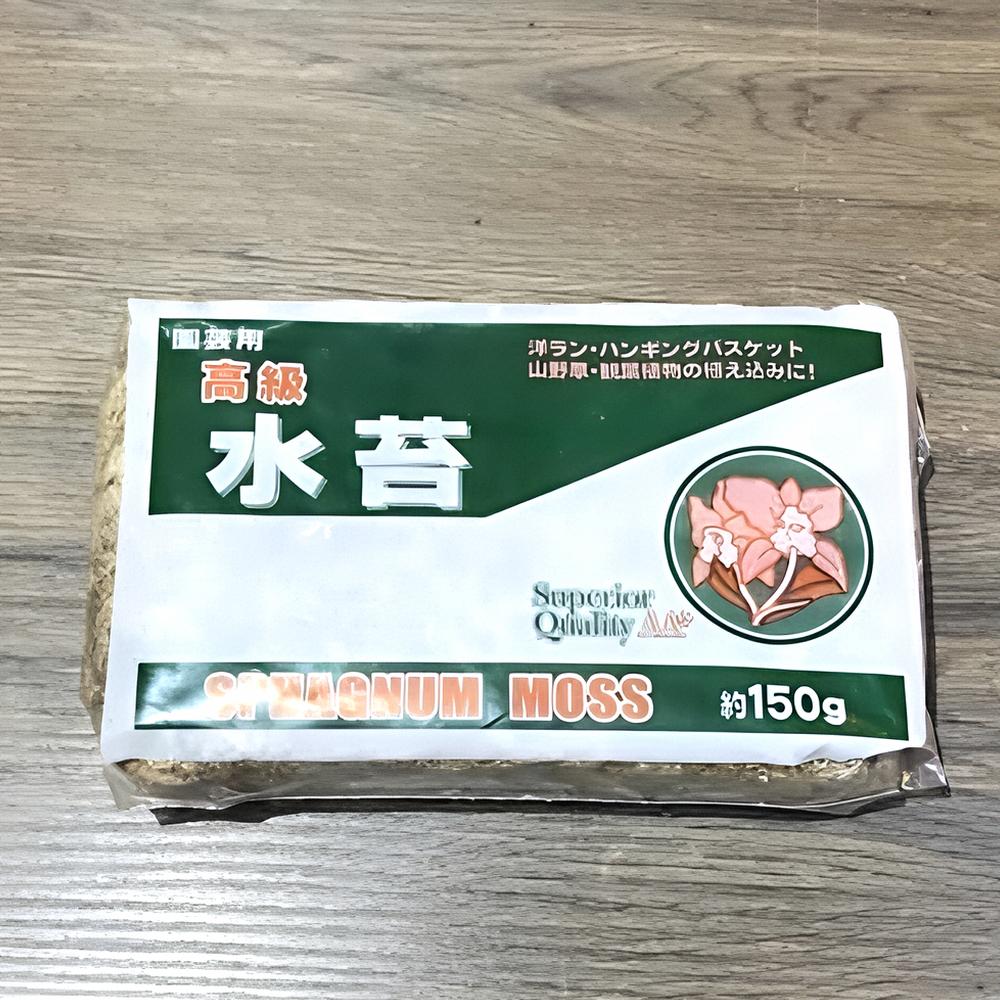 園芸用
高級
水苔
洋ラン・ハンギングバスケット
山野草・観葉植物の植え込みに!
Superior
Quality
SPHAGNUM MOSS
約150g